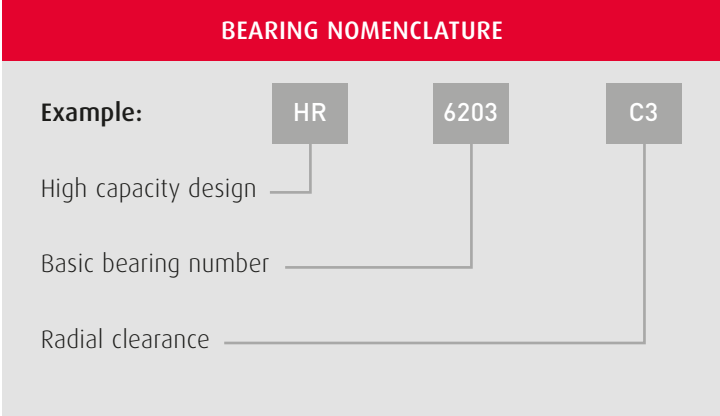 BEARING NOMENCLATURE
Example: HR 6203 C3
High capacity design
Basic bearing number
Radial clearance